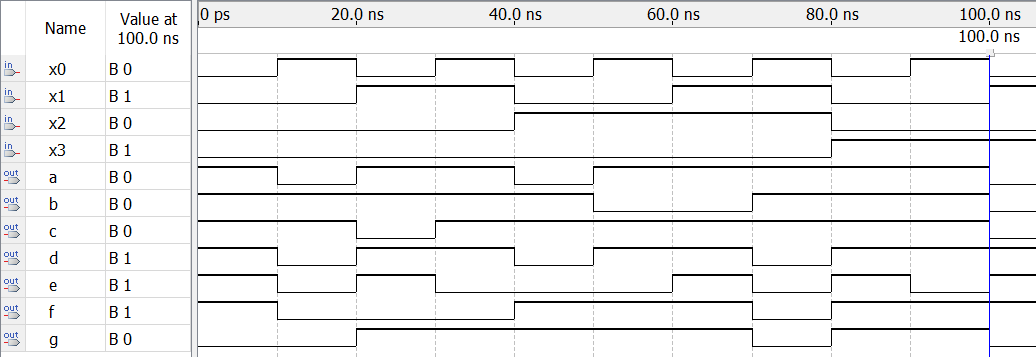 Name
Value at
100.0 ns
0 ps
20.0 ns
40.0 ns
60.0 ns
80.0 ns
100.0 ns
100.0 ns
in x0 B 0
in x1 B 1
in x2 B 0
in x3 B 1
out a B 0
out b B 0
out c B 0
out d B 1
out e B 1
out f B 1
out g B 0